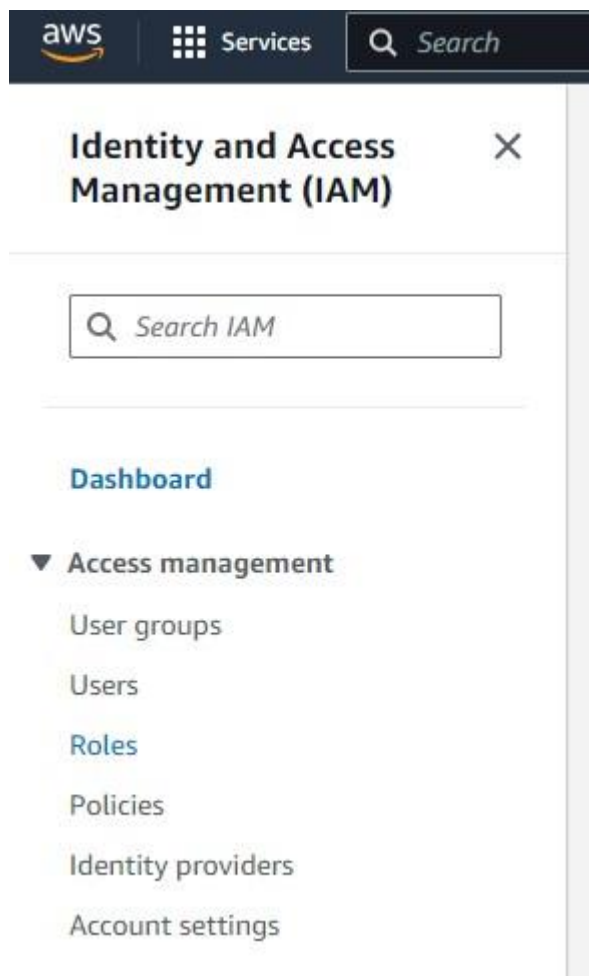 aws Services Search
Identity and Access
Management (IAM)
Search IAM
Dashboard
Access management
User groups
Users
Roles
Policies
Identity providers
Account settings